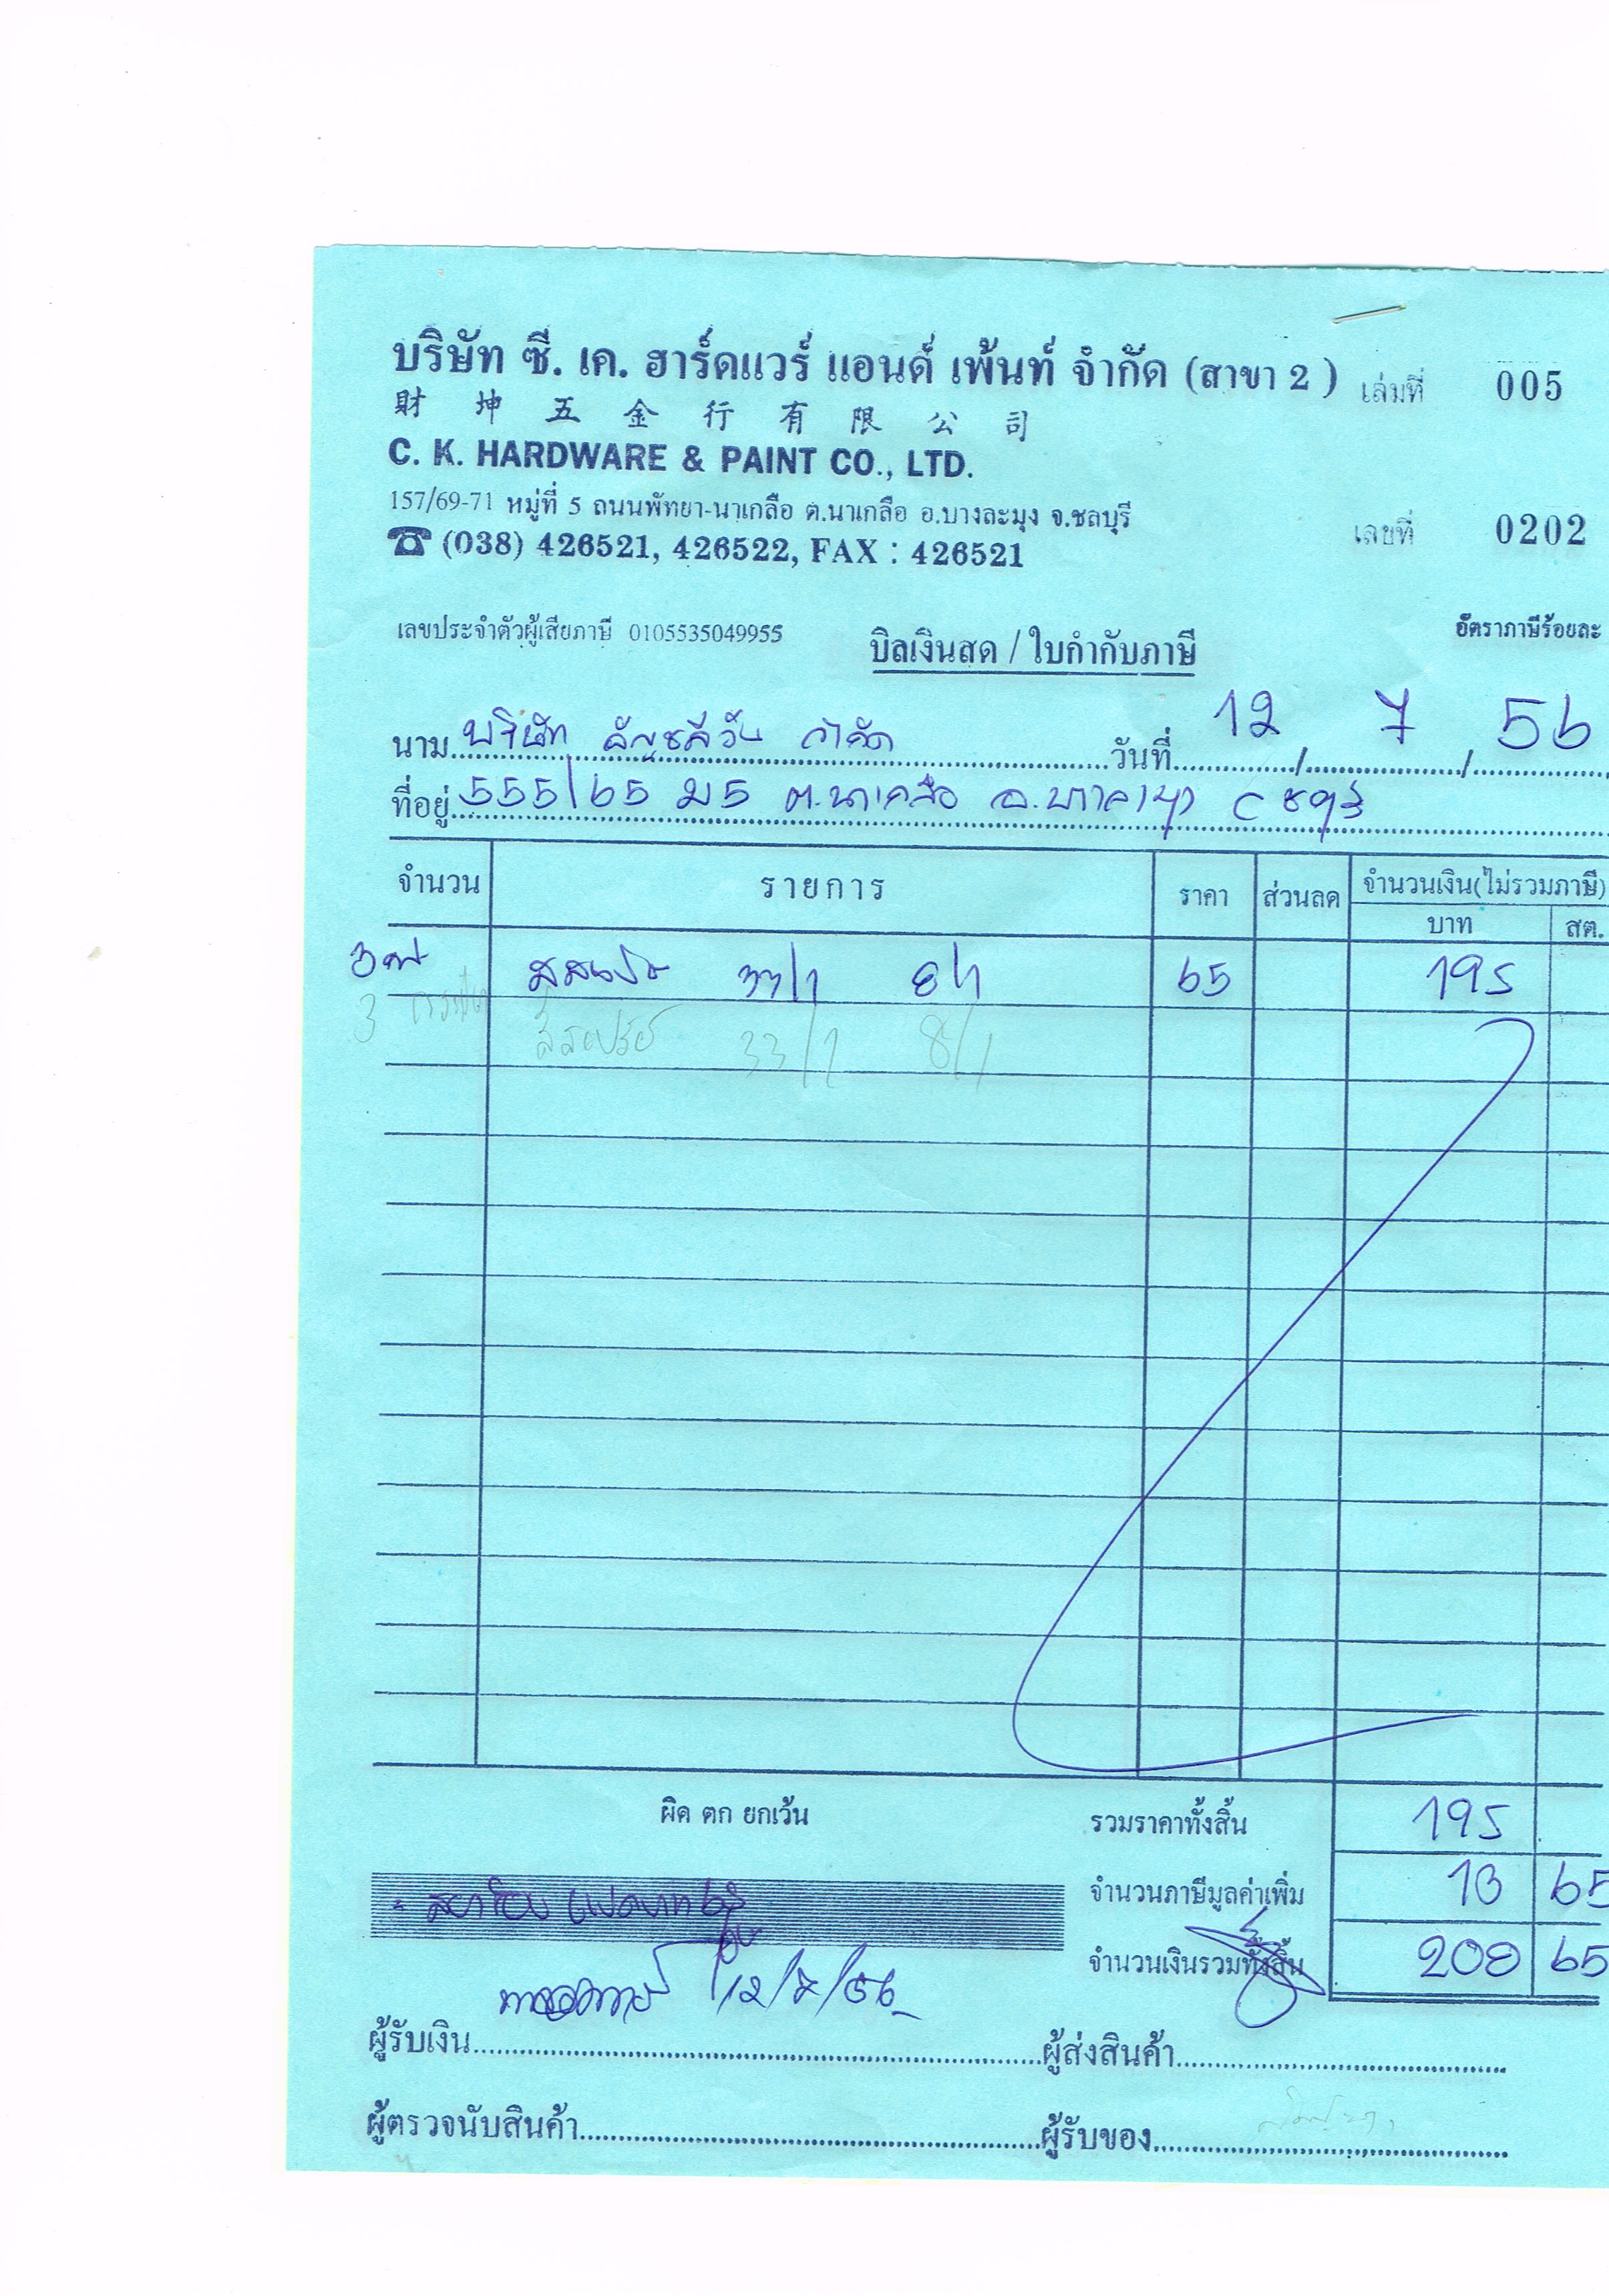 บริษัท ซี. เค. ฮาร์ดแวร์ แอนด์ เพ้นท์ จำกัด (สาขา 2 ) เล่มที่ 005
財 坤 五 金 行 有 限 公 司
C. K. HARDWARE & PAINT CO., LTD.
157/69-71 หมู่ที่ 5 ถนนพัทยา-นาเกลือ ต.นาเกลือ อ.บางละมุง จ.ชลบุรี
☎ (038) 426521, 426522, FAX : 426521 เลขที่ 0202
เลขประจำตัวผู้เสียภาษี 0105535049955 บิลเงินสด / ใบกำกับภาษี อัตราภาษีร้อยละ
นาม บริษัท จำกัด วันที่ 12 / 7 / 56
ที่อยู่ 555/65 ม5 ต.นาเกลือ อ.บางละมุง
จำนวน รายการ ราคา ส่วนลด จำนวนเงิน(ไม่รวมภาษี)
บาท สต.
3 สีสเปรย์ 33/1 8/1 65 195
3 กระป๋อง สีสเปรย์ 33/1 8/1
ผิด ตก ยกเว้น รวมราคาทั้งสิ้น 195
จำนวนภาษีมูลค่าเพิ่ม 13 65
จำนวนเงินรวมทั้งสิ้น 208 65
12/7/56
ผู้รับเงิน ผู้ส่งสินค้า
ผู้ตรวจนับสินค้า ผู้รับของ